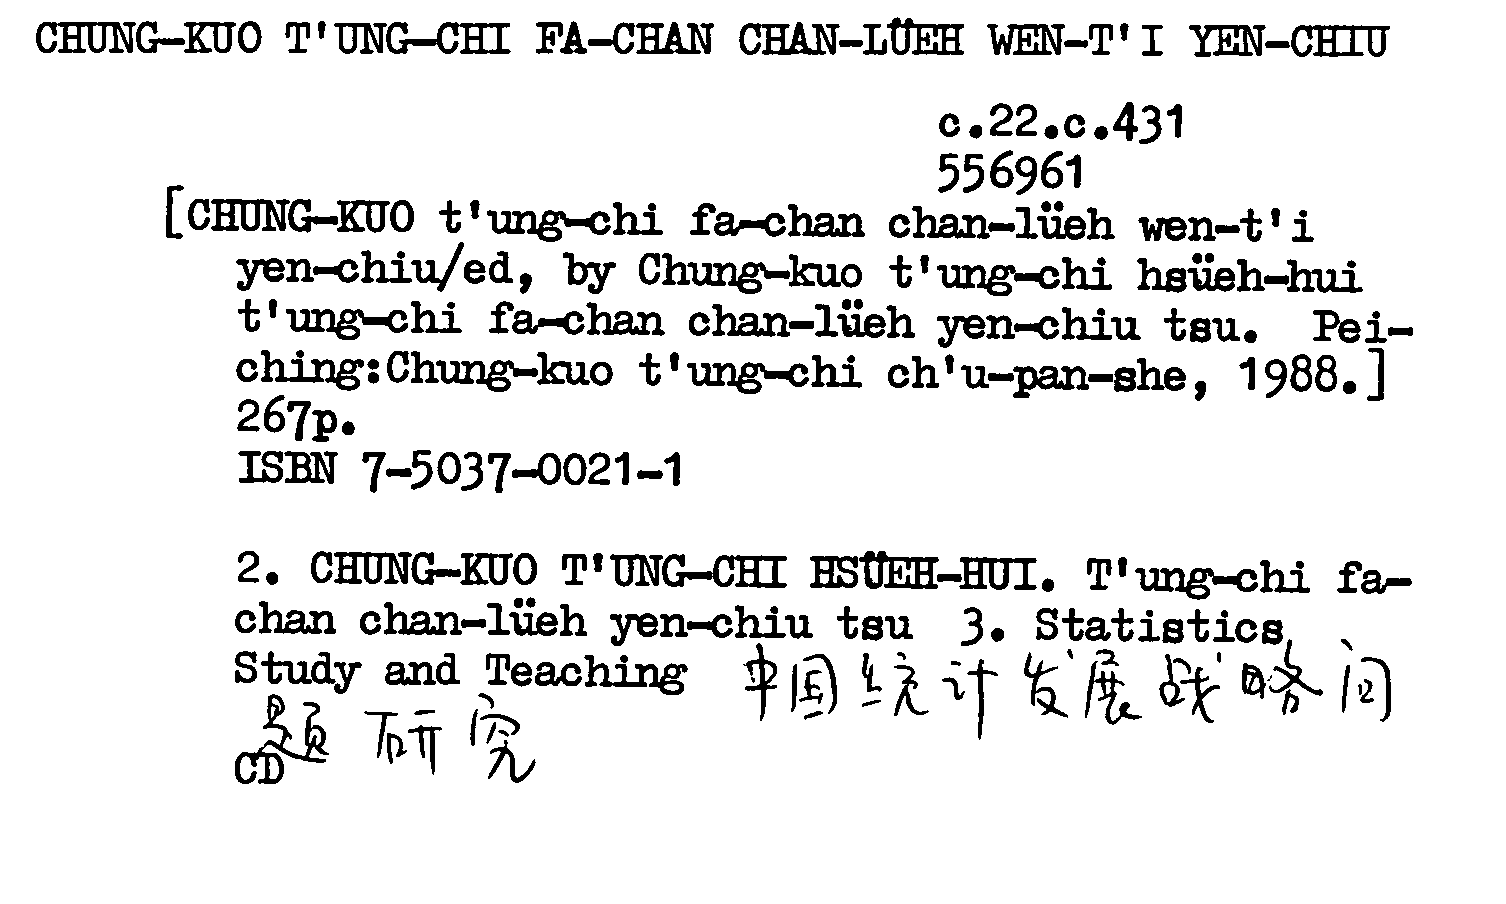 CHUNG-KUO T'UNG-CHI FA-CHAN CHAN-LÜEH WEN-T'I YEN-CHIU
c.22.c.431
556961
[CHUNG-KUO t'ung-chi fa-chan chan-lüeh wen-t'i
yen-chiu/ed, by Chung-kuo t'ung-chi hsüeh-hui
t'ung-chi fa-chan chan-lüeh yen-chiu tsu. Pei-
ching:Chung-kuo t'ung-chi ch'u-pan-she, 1988.]
267p.
ISBN 7-5037-0021-1
2. CHUNG-KUO T'UNG-CHI HSÜEH-HUI. T'ung-chi fa-
chan chan-lüeh yen-chiu tsu 3. Statistics,
Study and Teaching 中国统计发展战略问
题研究
CD